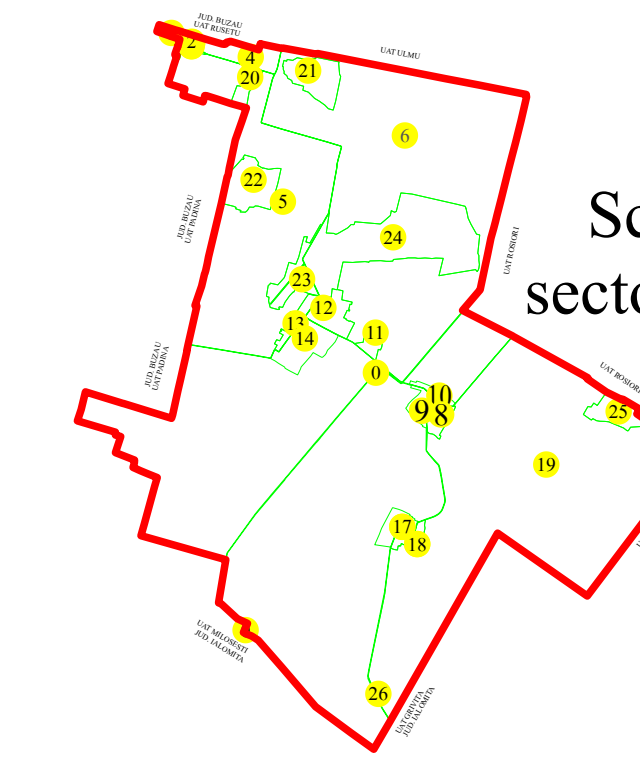 JUD. BUZAU
UAT RUSETU
UAT ULMU
2
4
20
21
6
JUD. BUZAU
UAT PADINA
22
5
24
UAT ROSIORI
Sc
secto
23
12
13
14
11
JUD. BUZAU
UAT PADINA
0
UAT ROSIORI
10
9
8
25
19
17
18
UAT MILOSESTI
JUD. IALOMITA
26
UAT GRIVITA
JUD. IALOMITA